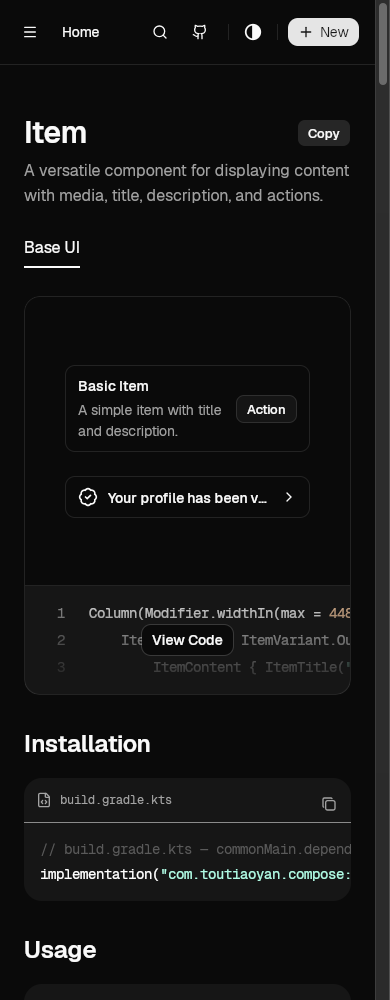 Home
New
Item
Copy
A versatile component for displaying content
with media, title, description, and actions.
Base UI
Basic Item
A simple item with title
and description.
Action
Your profile has been v...
1 Column(Modifier.widthIn(max = 448
2 Ite ItemVariant.Ou
View Code
3 ItemContent { ItemTitle("
Installation
build.gradle.kts
// build.gradle.kts — commonMain.depend
implementation("com.toutiaoyan.compose:
Usage